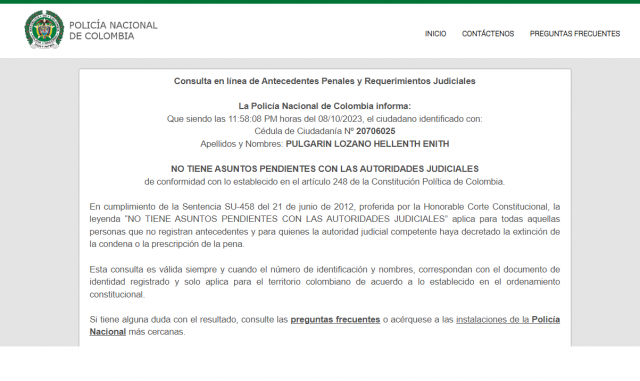 POLICÍA NACIONAL
DE COLOMBIA
INICIO CONTÁCTENOS PREGUNTAS FRECUENTES
Consulta en línea de Antecedentes Penales y Requerimientos Judiciales
La Policía Nacional de Colombia informa:
Que siendo las 11:58:08 PM horas del 08/10/2023, el ciudadano identificado con:
Cédula de Ciudadanía Nº 20706025
Apellidos y Nombres: PULGARIN LOZANO HELLENTH ENITH
NO TIENE ASUNTOS PENDIENTES CON LAS AUTORIDADES JUDICIALES
de conformidad con lo establecido en el artículo 248 de la Constitución Política de Colombia.
En cumplimiento de la Sentencia SU-458 del 21 de junio de 2012, proferida por la Honorable Corte Constitucional, la
leyenda "NO TIENE ASUNTOS PENDIENTES CON LAS AUTORIDADES JUDICIALES" aplica para todas aquellas
personas que no registran antecedentes y para quienes la autoridad judicial competente haya decretado la extinción de
la condena o la prescripción de la pena.
Esta consulta es válida siempre y cuando el número de identificación y nombres, correspondan con el documento de
identidad registrado y solo aplica para el territorio colombiano de acuerdo a lo establecido en el ordenamiento
constitucional.
Si tiene alguna duda con el resultado, consulte las preguntas frecuentes o acérquese a las instalaciones de la Policía
Nacional más cercanas.